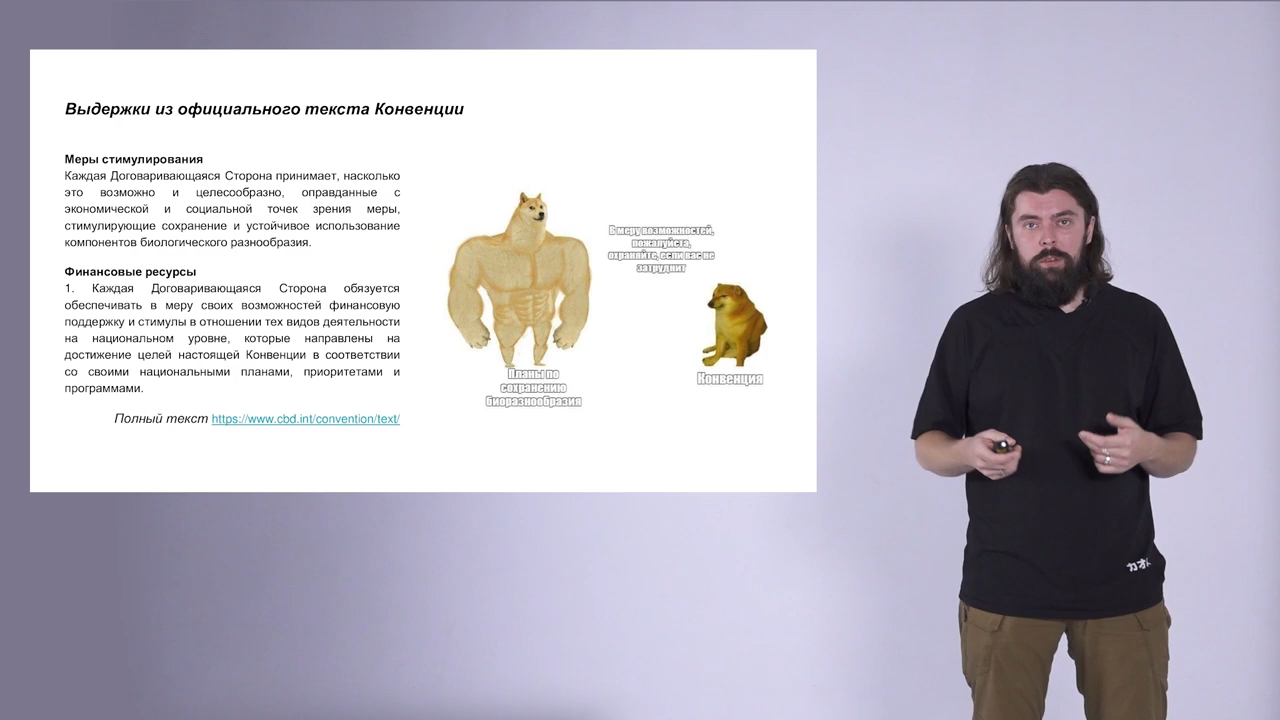 Выдержки из официального текста Конвенции
Меры стимулирования
Каждая Договаривающаяся Сторона принимает, насколько
это возможно и целесообразно, оправданные с
экономической и социальной точек зрения меры,
стимулирующие сохранение и устойчивое использование
компонентов биологического разнообразия.
Финансовые ресурсы
1. Каждая Договаривающаяся Сторона обязуется
обеспечивать в меру своих возможностей финансовую
поддержку и стимулы в отношении тех видов деятельности
на национальном уровне, которые направлены на
достижение целей настоящей Конвенции в соответствии
со своими национальными планами, приоритетами и
программами.
Полный текст https://www.cbd.int/convention/text/
В меру возможностей,
пожалуйста,
охраняйте, если вас не
затруднит
Планы по
сохранению
биоразнообразия
Конвенция